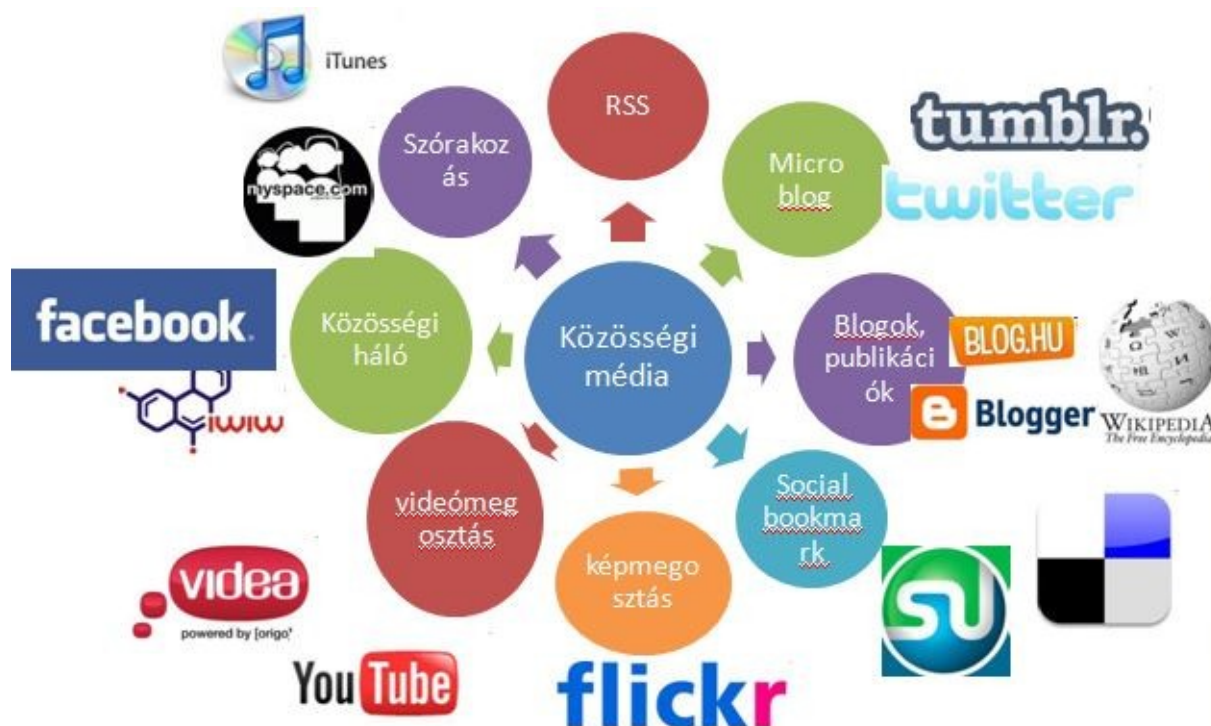 iTunes
RSS
Szórakoz
ás
Micro
blog
tumblr.
twitter
myspace.com
facebook
Közösségi
háló
Közösségi
média
Blogok,
publikáci
ók
BLOG.HU
Blogger
WIKIPEDIA
The Free Encyclopedia
iwiw
videómeg
osztás
képmego
sztás
Social
bookma
rk
videa
powered by [origo]
YouTube
flickr
su